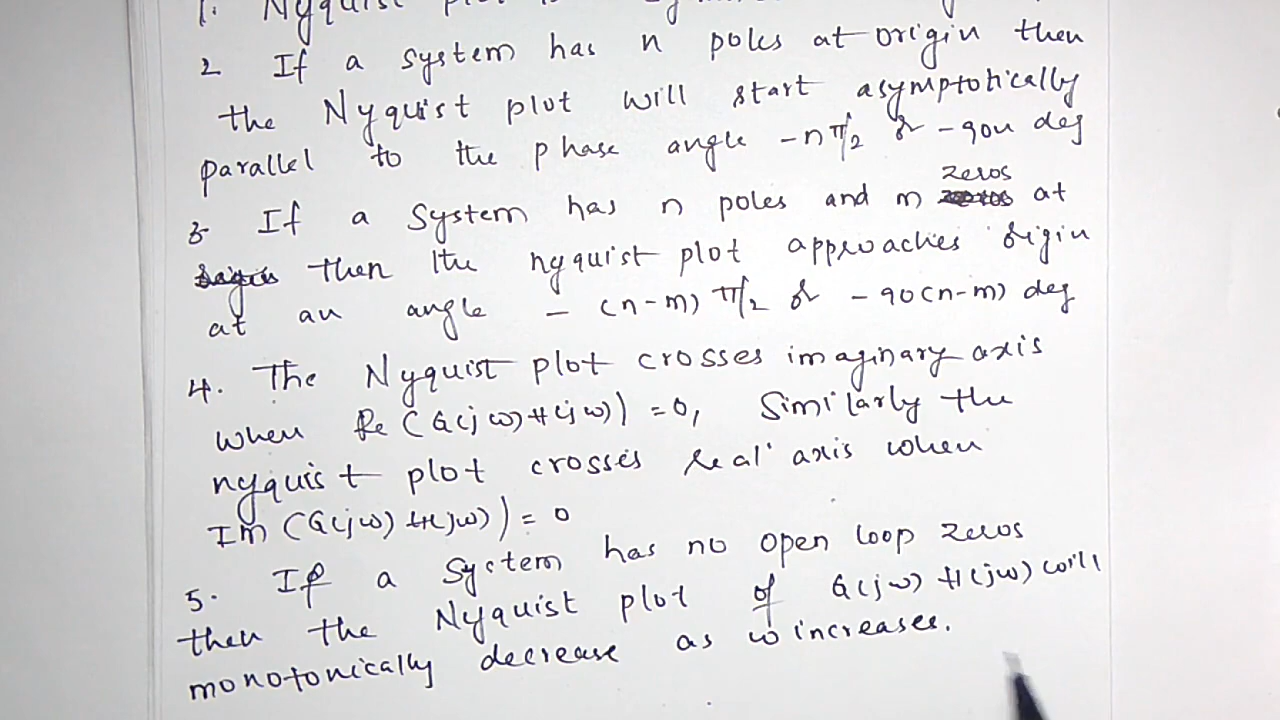 1. Nyquist plot is
2 If a system has n poles at origin then
the Nyquist plot will start asymptotically
parallel to the phase angle -nπ/2 or -90n deg
zeros
3 If a system has n poles and m at
then the nyquist plot approaches origin
at an angle - (n-m) π/2 or - 90(n-m) deg
4. The Nyquist plot crosses imaginary axis
when Re (G(jω) H(jω)) =0, Similarly the
nyquist plot crosses real axis when
Im (G(jω) H(jω)) = 0
5. If a system has no open loop zeros
then the Nyquist plot of G(jω) H(jω) will
monotonically decrease as ω increases.